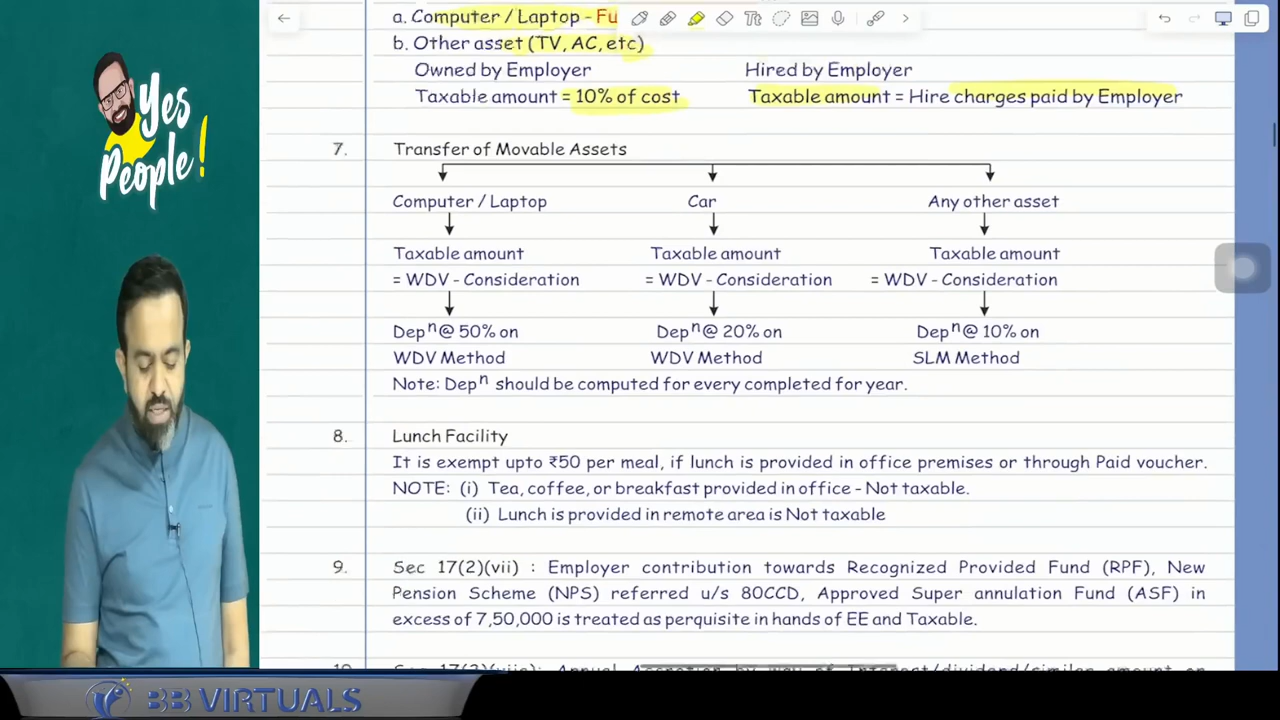 a. Computer / Laptop - Fu
b. Other asset (TV, AC, etc)
Owned by Employer Hired by Employer
Taxable amount = 10% of cost Taxable amount = Hire charges paid by Employer
Yes
People!
7. Transfer of Movable Assets
Computer / Laptop Car Any other asset
Taxable amount Taxable amount Taxable amount
= WDV - Consideration = WDV - Consideration = WDV - Consideration
Depⁿ@ 50% on Depⁿ@ 20% on Depⁿ@ 10% on
WDV Method WDV Method SLM Method
Note: Depⁿ should be computed for every completed for year.
8. Lunch Facility
It is exempt upto ₹50 per meal, if lunch is provided in office premises or through Paid voucher.
NOTE: (i) Tea, coffee, or breakfast provided in office - Not taxable.
(ii) Lunch is provided in remote area is Not taxable
9. Sec 17(2)(vii) : Employer contribution towards Recognized Provided Fund (RPF), New
Pension Scheme (NPS) referred u/s 80CCD, Approved Super annulation Fund (ASF) in
excess of 7,50,000 is treated as perquisite in hands of EE and Taxable.
BB VIRTUALS